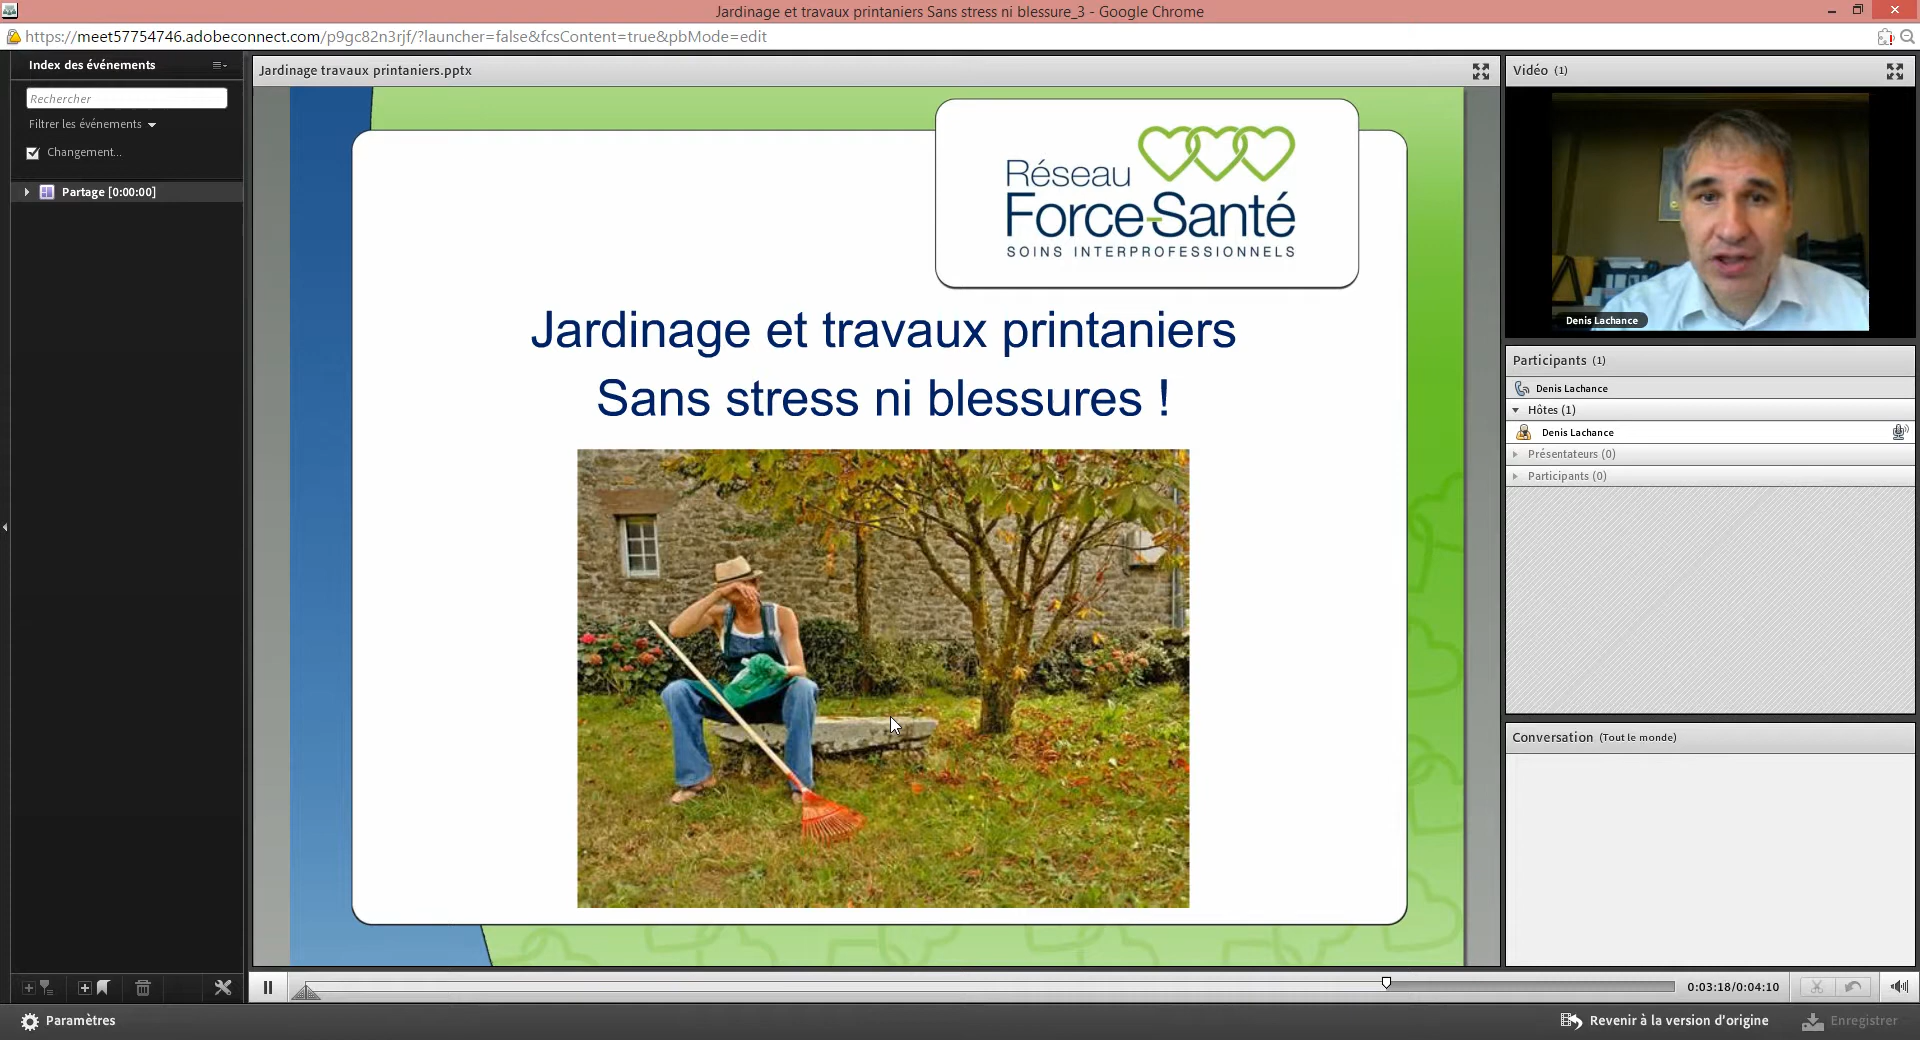 Jardinage et travaux printaniers Sans stress ni blessure_3 - Google Chrome
https://meet57754746.adobeconnect.com/p9gc82n3rjf/?launcher=false&fcsContent=true&pbMode=edit
Index des événements
Rechercher
Filtrer les événements
Changement...
Partage [0:00:00]
Jardinage travaux printaniers.pptx
Réseau
Force-Santé
SOINS INTERPROFESSIONNELS
Jardinage et travaux printaniers
Sans stress ni blessures !
Vidéo (1)
Denis Lachance
Participants (1)
Denis Lachance
Hôtes (1)
Denis Lachance
Présentateurs (0)
Participants (0)
Conversation (Tout le monde)
0:03:18/0:04:10
Paramètres
Revenir à la version d'origine
Enregistrer